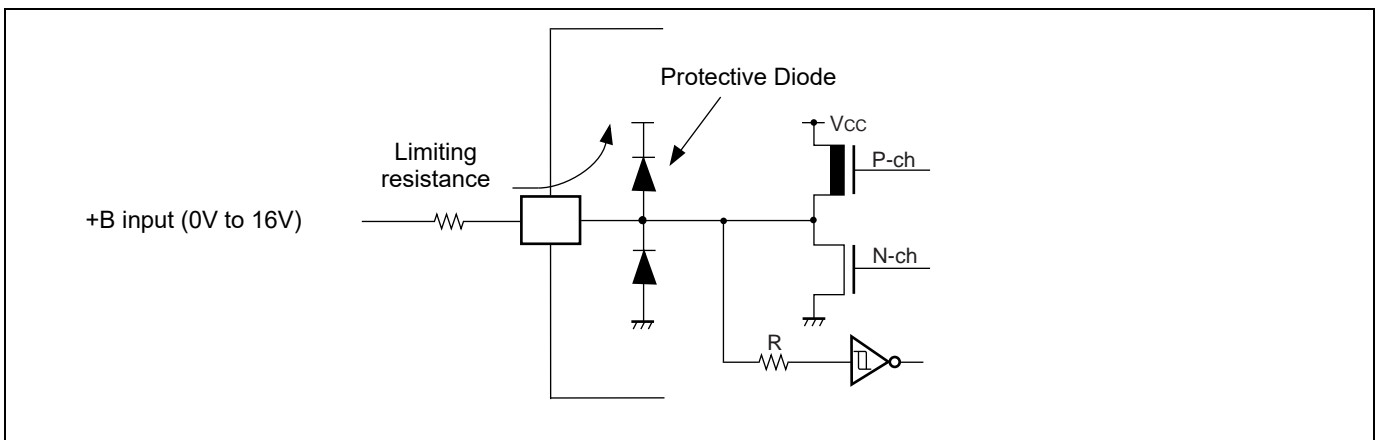 Protective Diode
VCC
Limiting
resistance
P-ch
+B input (0V to 16V)
N-ch
R